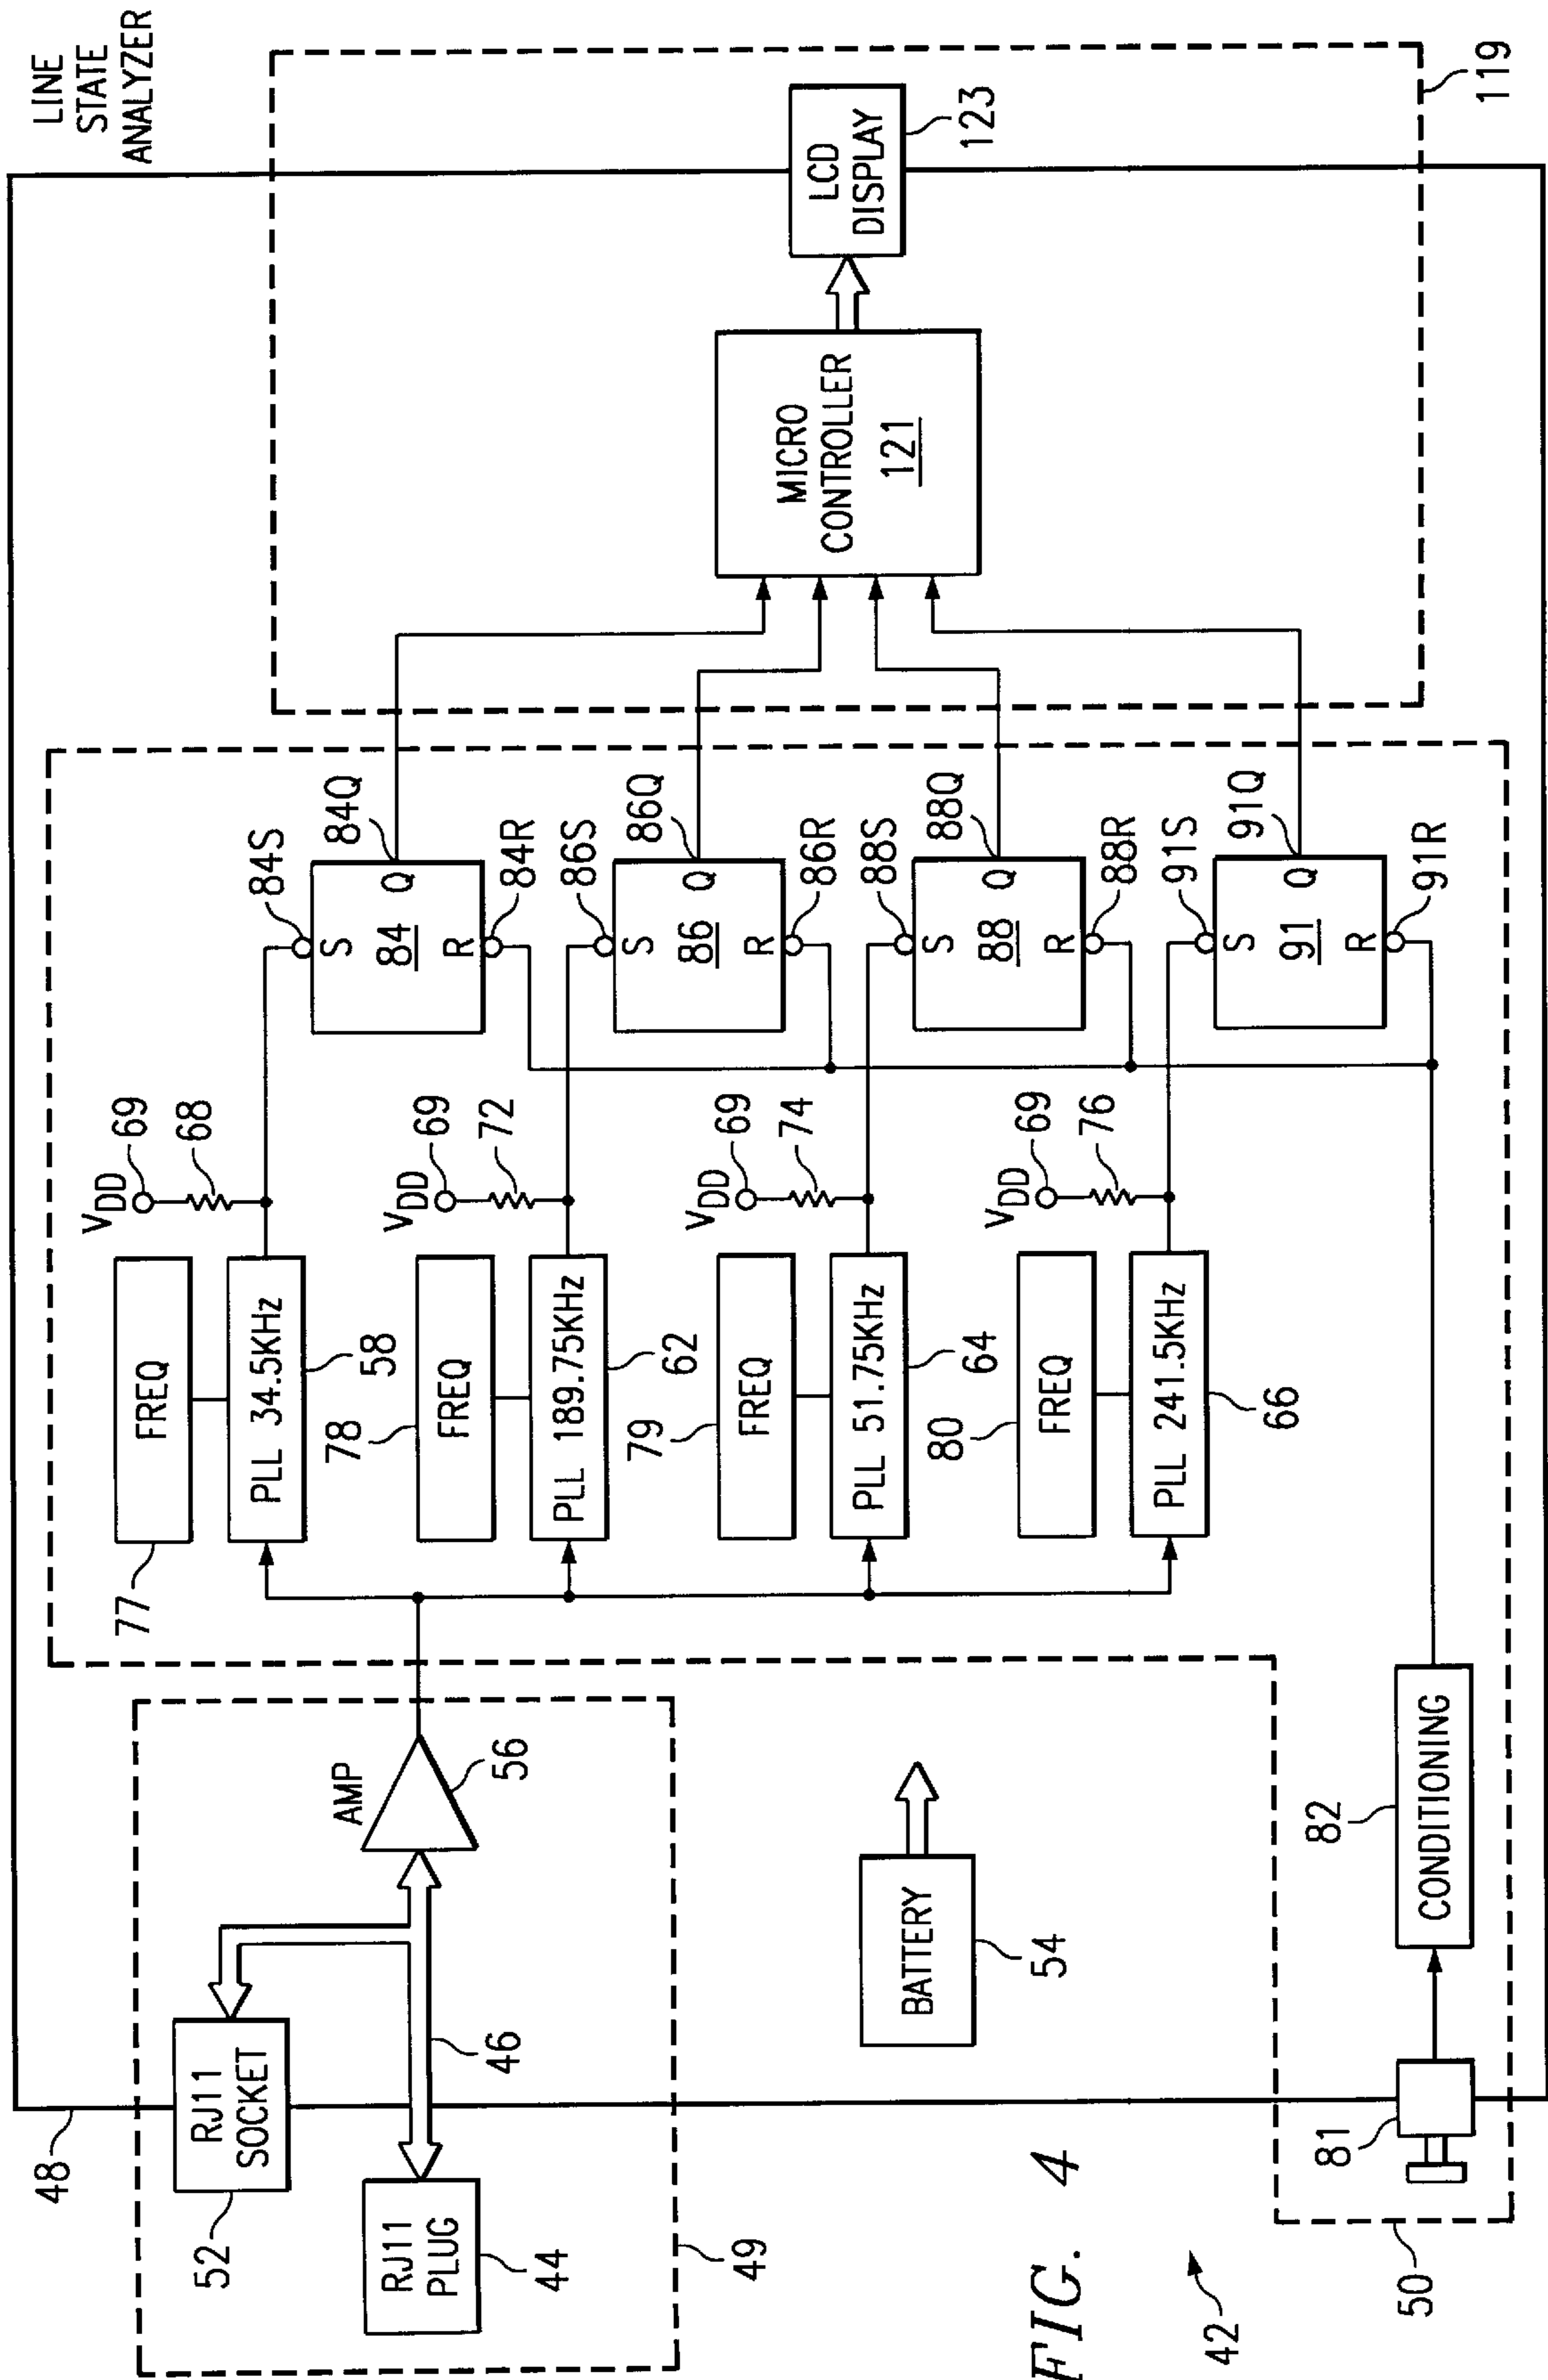 LINE
STATE
ANALYZER
48
52
RJ11
SOCKET
RJ11
PLUG
44
46
49
AMP
56
BATTERY
54
77
FREQ
PLL 34.5KHz
58
VDD
69
68
78
FREQ
PLL 189.75KHz
62
VDD
69
72
79
FREQ
PLL 51.75KHz
64
VDD
69
74
80
FREQ
PLL 241.5KHz
66
VDD
69
76
84S
S
84
Q
R
84Q
84R
86S
S
86
Q
R
86Q
86R
88S
S
88
Q
R
88Q
88R
91S
S
91
Q
R
91Q
91R
MICRO
CONTROLLER
121
LCD
DISPLAY
123
119
81
82
CONDITIONING
50
42
FIG. 4